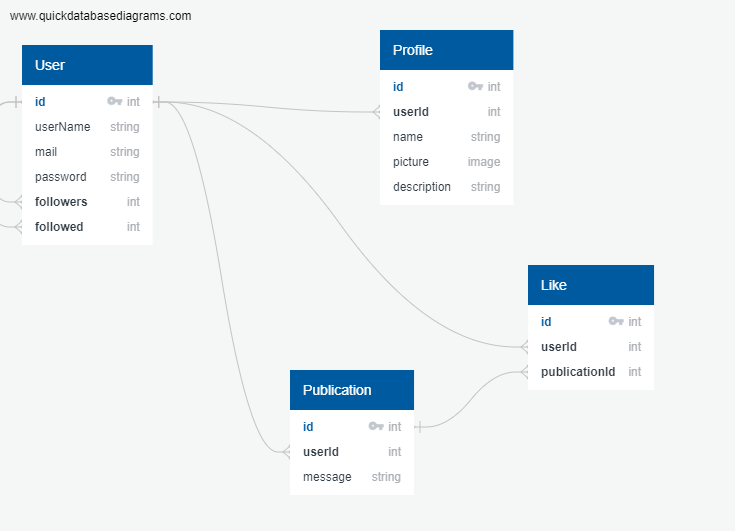 www.quickdatabasediagrams.com
User
id int
userName string
mail string
password string
followers int
followed int
Profile
id int
userId int
name string
picture image
description string
Like
id int
userId int
publicationId int
Publication
id int
userId int
message string